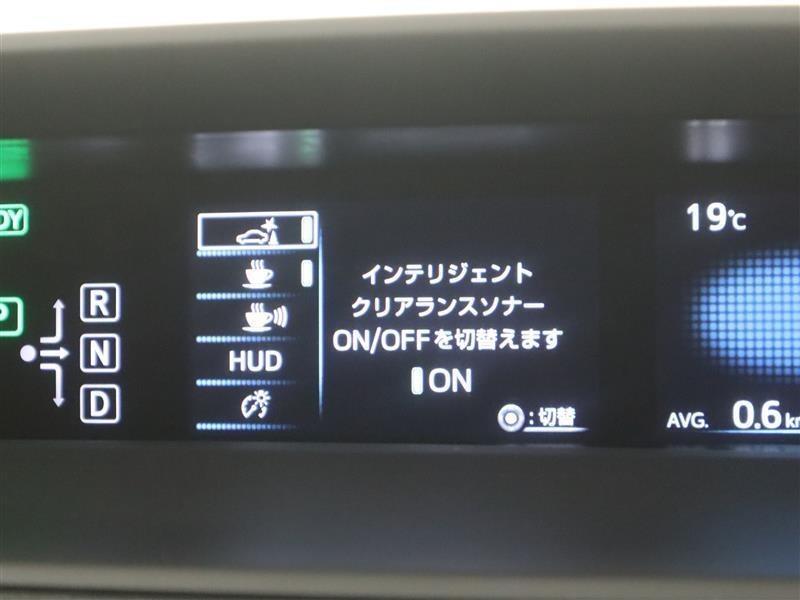 DY
P
R
N
D
HUD
インテリジェント
クリアランスソナー
ON/OFFを切替えます
ON
:切替
19℃
AVG. 0.6 km